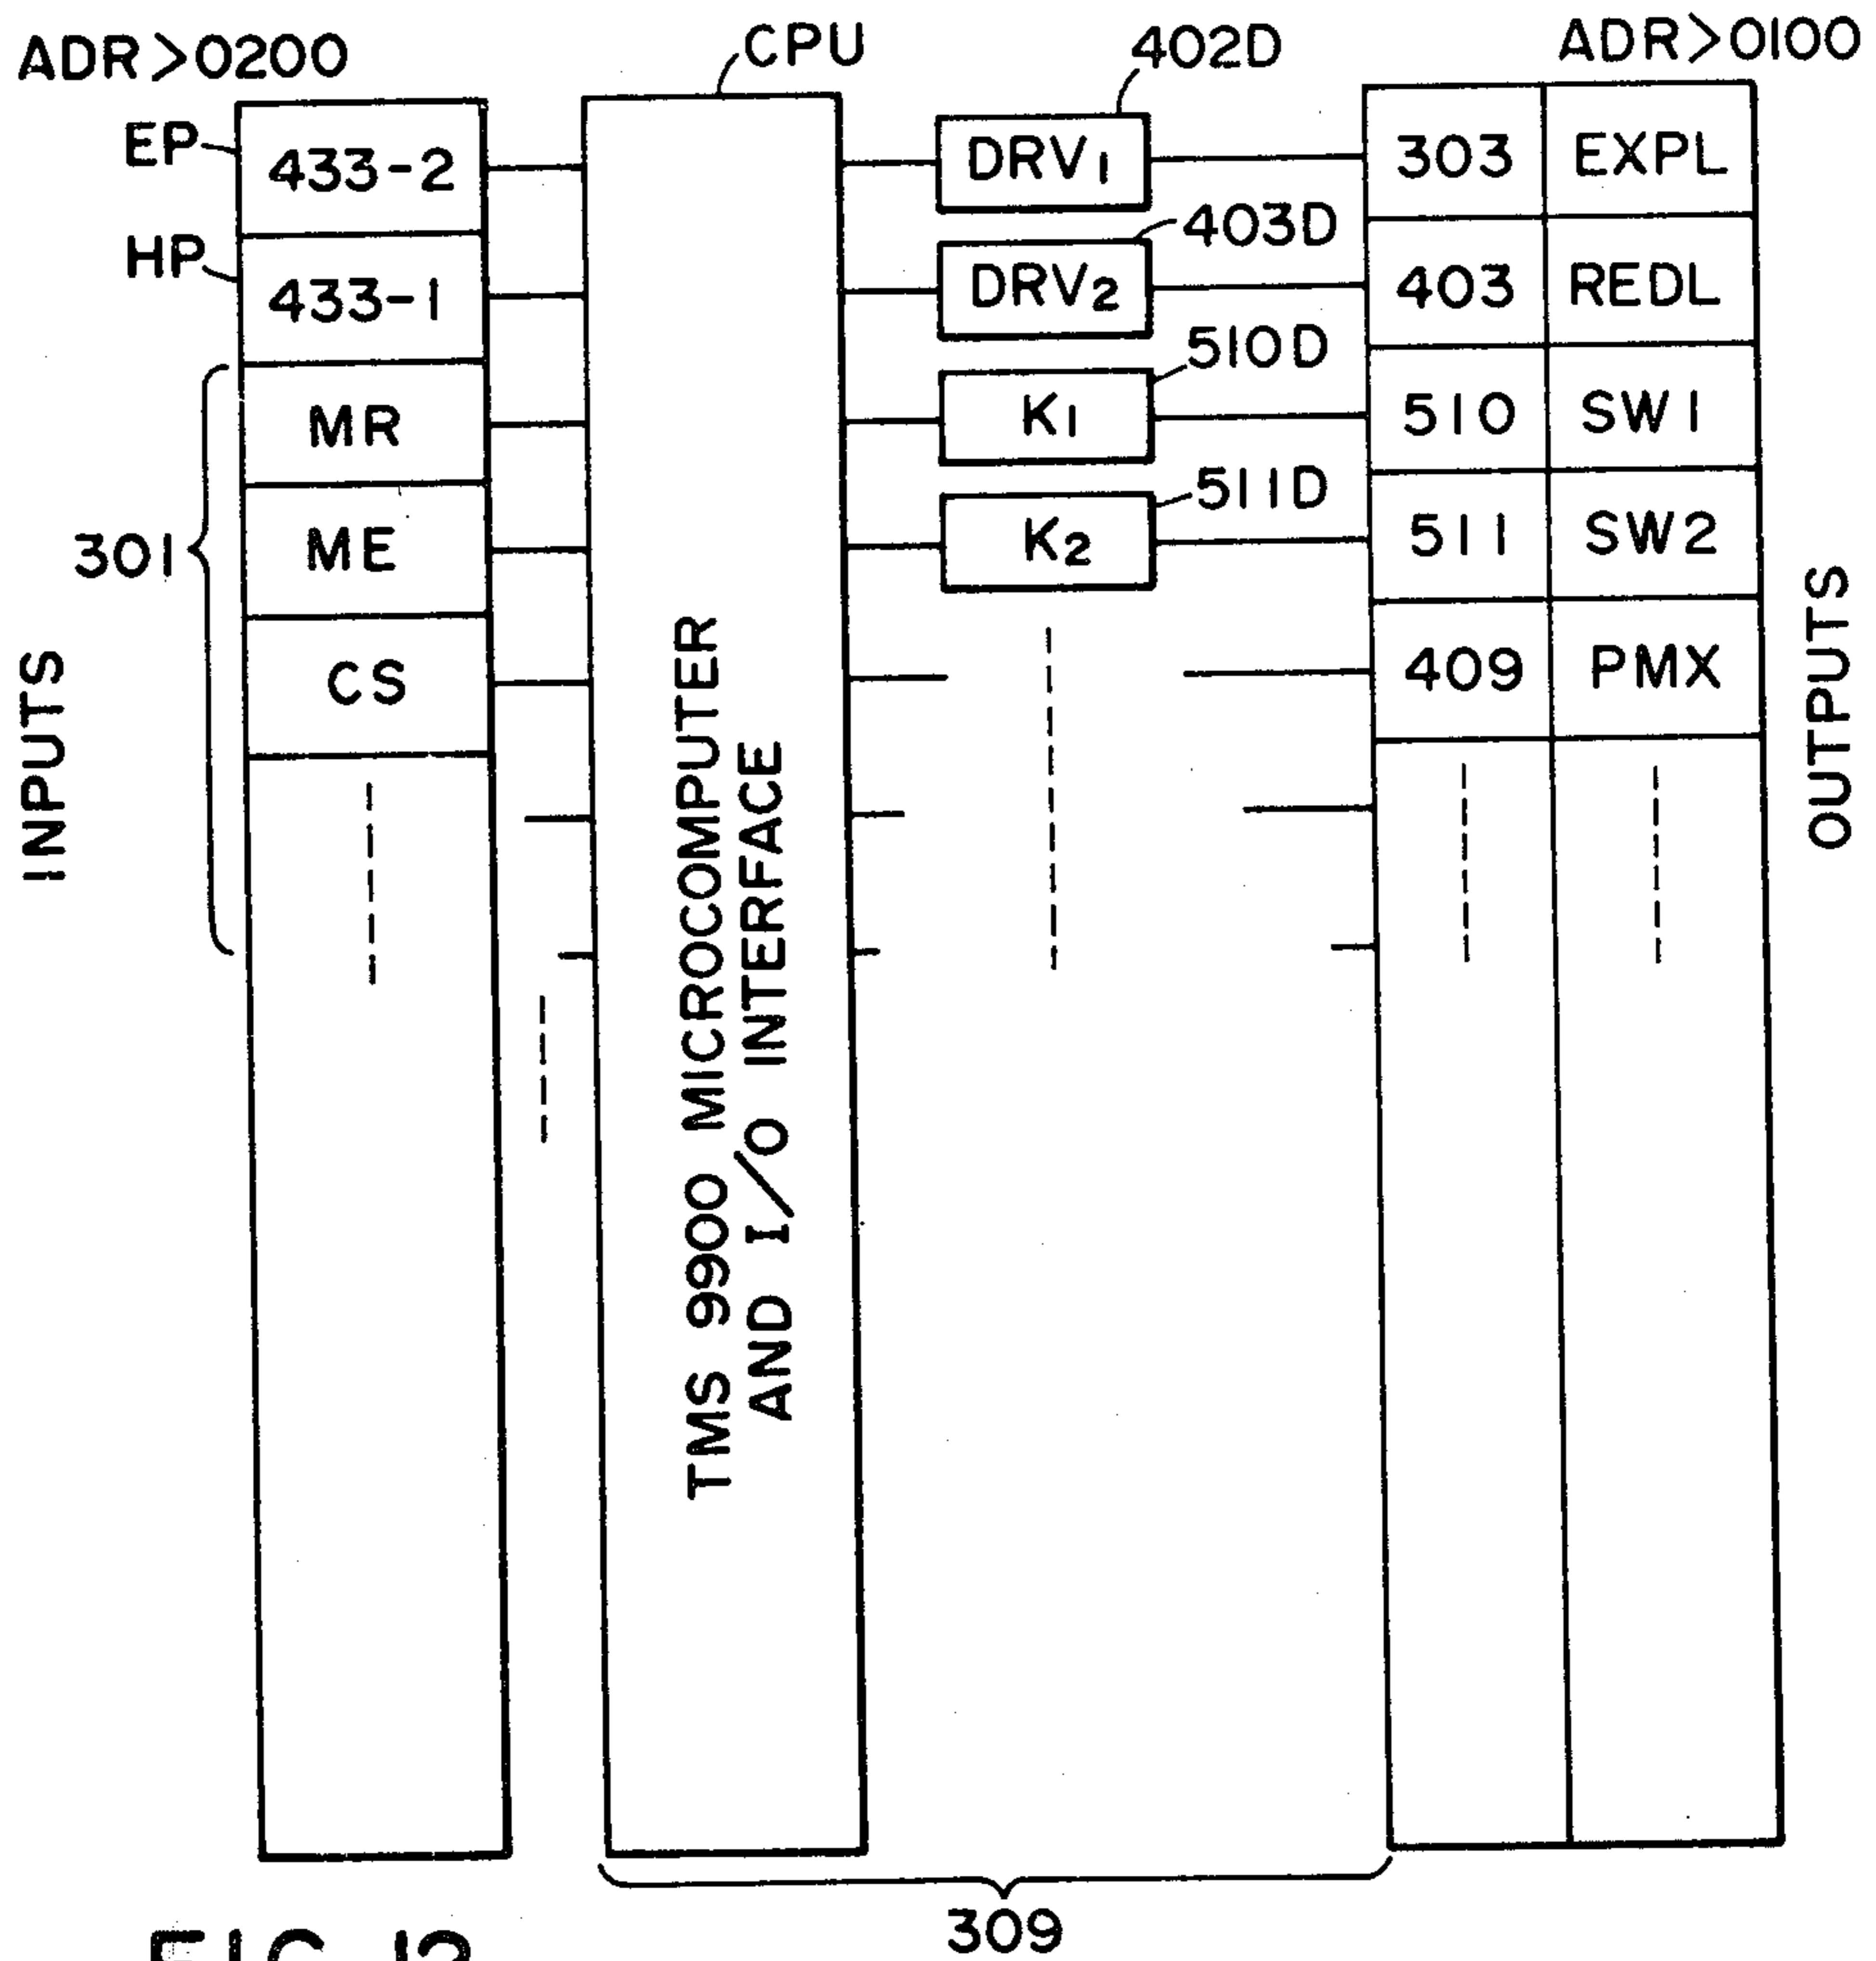 ADR>0200
CPU
402D
ADR>0100
EP
433-2
DRV1
303
EXPL
HP
433-1
403D
DRV2
403
REDL
MR
510D
K1
510
SW1
301
ME
511D
K2
511
SW2
CS
409
PMX
INPUTS
TMS 9900 MICROCOMPUTER
AND I/O INTERFACE
OUTPUTS
309